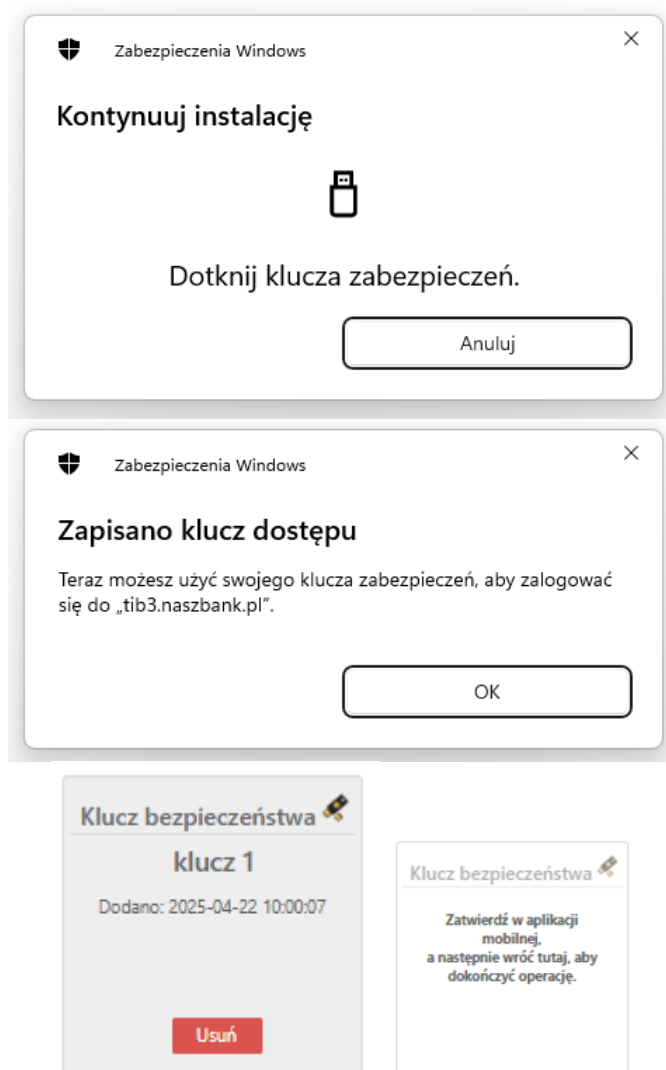 Zabezpieczenia Windows
Kontynuuj instalację
Dotknij klucza zabezpieczeń.
Anuluj
Zabezpieczenia Windows
Zapisano klucz dostępu
Teraz możesz użyć swojego klucza zabezpieczeń, aby zalogować
się do „tib3.naszbank.pl”.
OK
Klucz bezpieczeństwa
klucz 1
Dodano: 2025-04-22 10:00:07
Usuń
Klucz bezpieczeństwa
Zatwierdź w aplikacji
mobilnej,
a następnie wróć tutaj, aby
dokończyć operację.